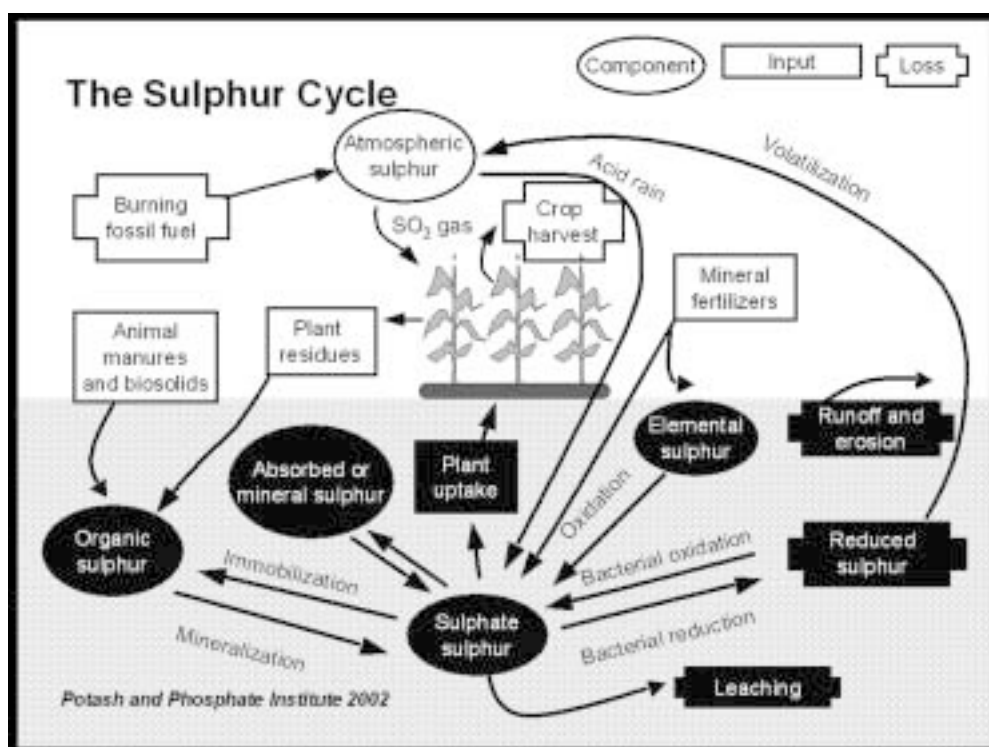 Component
Input
Loss
The Sulphur Cycle
Atmospheric
sulphur
Acid rain
Volatilization
Burning
fossil fuel
SO₂ gas
Crop
harvest
Mineral
fertilizers
Animal
manures
and biosolids
Plant
residues
Absorbed or
mineral sulphur
Plant
uptake
Elemental
sulphur
Runoff and
erosion
Oxidation
Organic
sulphur
Immobilization
Mineralization
Sulphate
sulphur
Bacterial oxidation
Bacterial reduction
Reduced
sulphur
Leaching
Potash and Phosphate Institute 2002